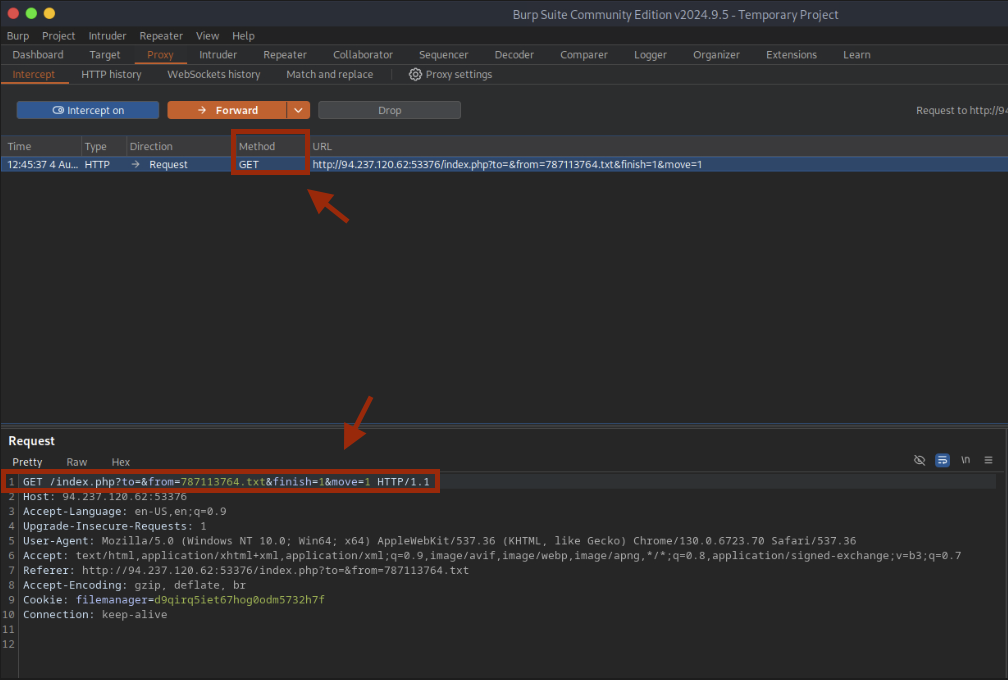 Burp Suite Community Edition v2024.9.5 - Temporary Project
Burp Project Intruder Repeater View Help
Dashboard Target Proxy Intruder Repeater Collaborator Sequencer Decoder Comparer Logger Organizer Extensions Learn
Intercept HTTP history WebSockets history Match and replace Proxy settings
Intercept on Forward Drop Request to http://94
Time Type Direction Method URL
12:45:37 4 Au... HTTP Request GET http://94.237.120.62:53376/index.php?to=&from=787113764.txt&finish=1&move=1
Request
Pretty Raw Hex \n
1 GET /index.php?to=&from=787113764.txt&finish=1&move=1 HTTP/1.1
2 Host: 94.237.120.62:53376
3 Accept-Language: en-US,en;q=0.9
4 Upgrade-Insecure-Requests: 1
5 User-Agent: Mozilla/5.0 (Windows NT 10.0; Win64; x64) AppleWebKit/537.36 (KHTML, like Gecko) Chrome/130.0.6723.70 Safari/537.36
6 Accept: text/html,application/xhtml+xml,application/xml;q=0.9,image/avif,image/webp,image/apng,*/*;q=0.8,application/signed-exchange;v=b3;q=0.7
7 Referer: http://94.237.120.62:53376/index.php?to=&from=787113764.txt
8 Accept-Encoding: gzip, deflate, br
9 Cookie: filemanager=d9qirq5iet67hog0odm5732h7f
10 Connection: keep-alive
11
12